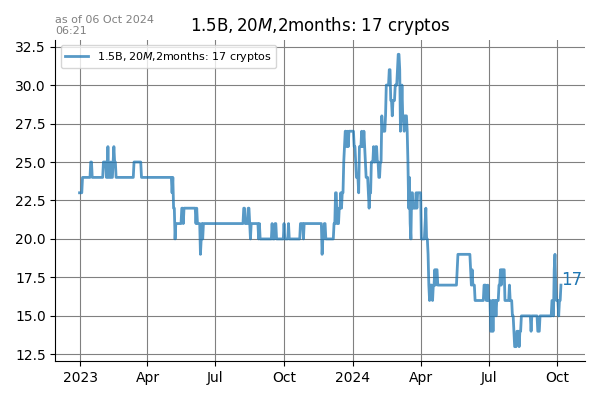 as of 06 Oct 2024
06:21
1.5B, 20M,2months: 17 cryptos
1.5B, 20M,2months: 17 cryptos
32.5
30.0
27.5
25.0
22.5
20.0
17.5
15.0
12.5
17
2023
Apr
Jul
Oct
2024
Apr
Jul
Oct